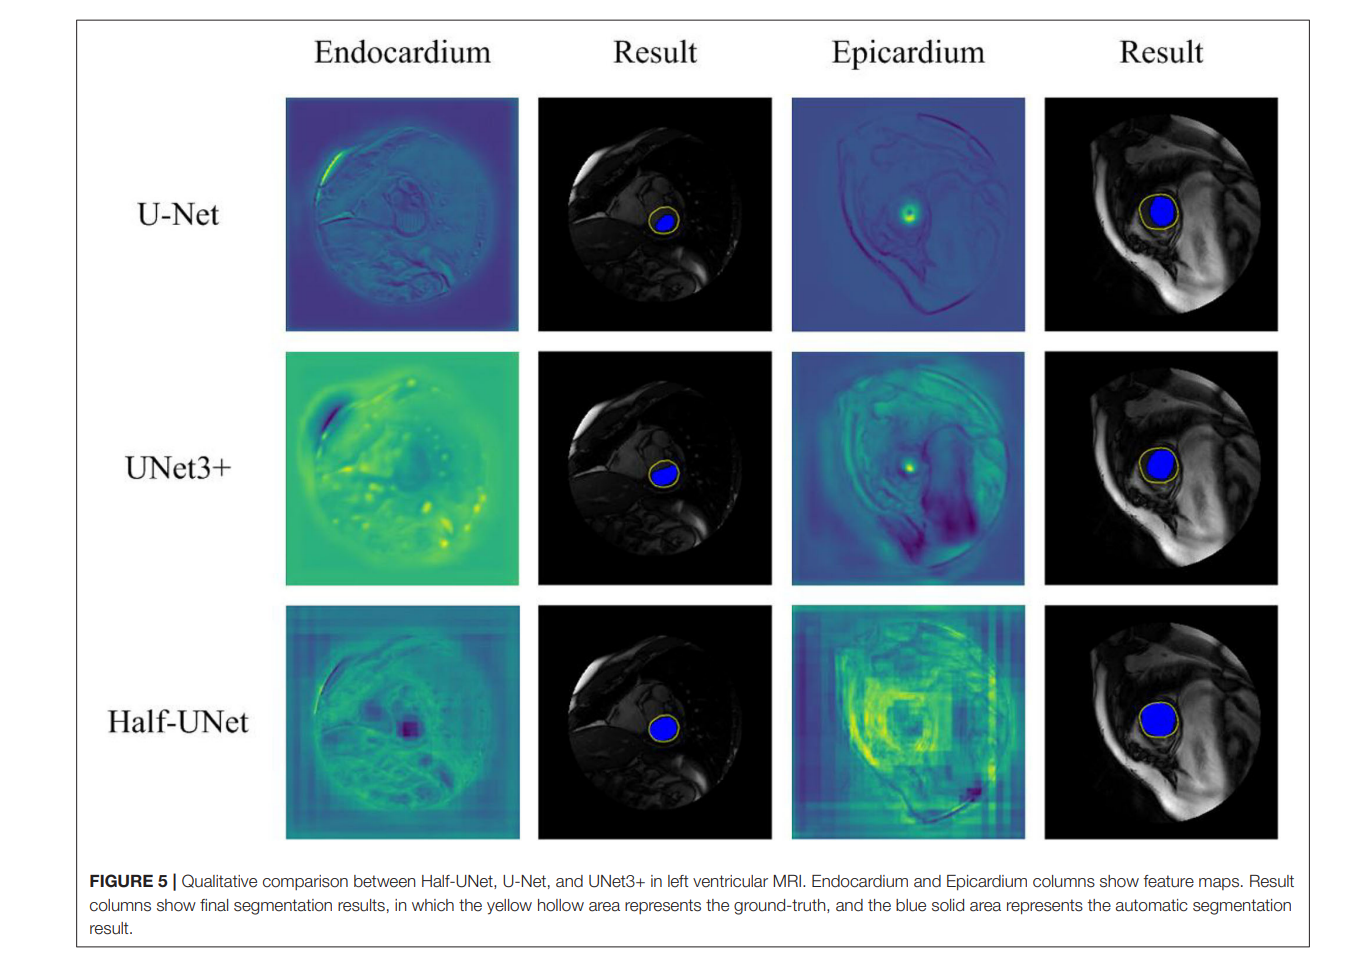 Endocardium Result Epicardium Result
U-Net
UNet3+
Half-UNet
FIGURE 5 | Qualitative comparison between Half-UNet, U-Net, and UNet3+ in left ventricular MRI. Endocardium and Epicardium columns show feature maps. Result
columns show final segmentation results, in which the yellow hollow area represents the ground-truth, and the blue solid area represents the automatic segmentation
result.